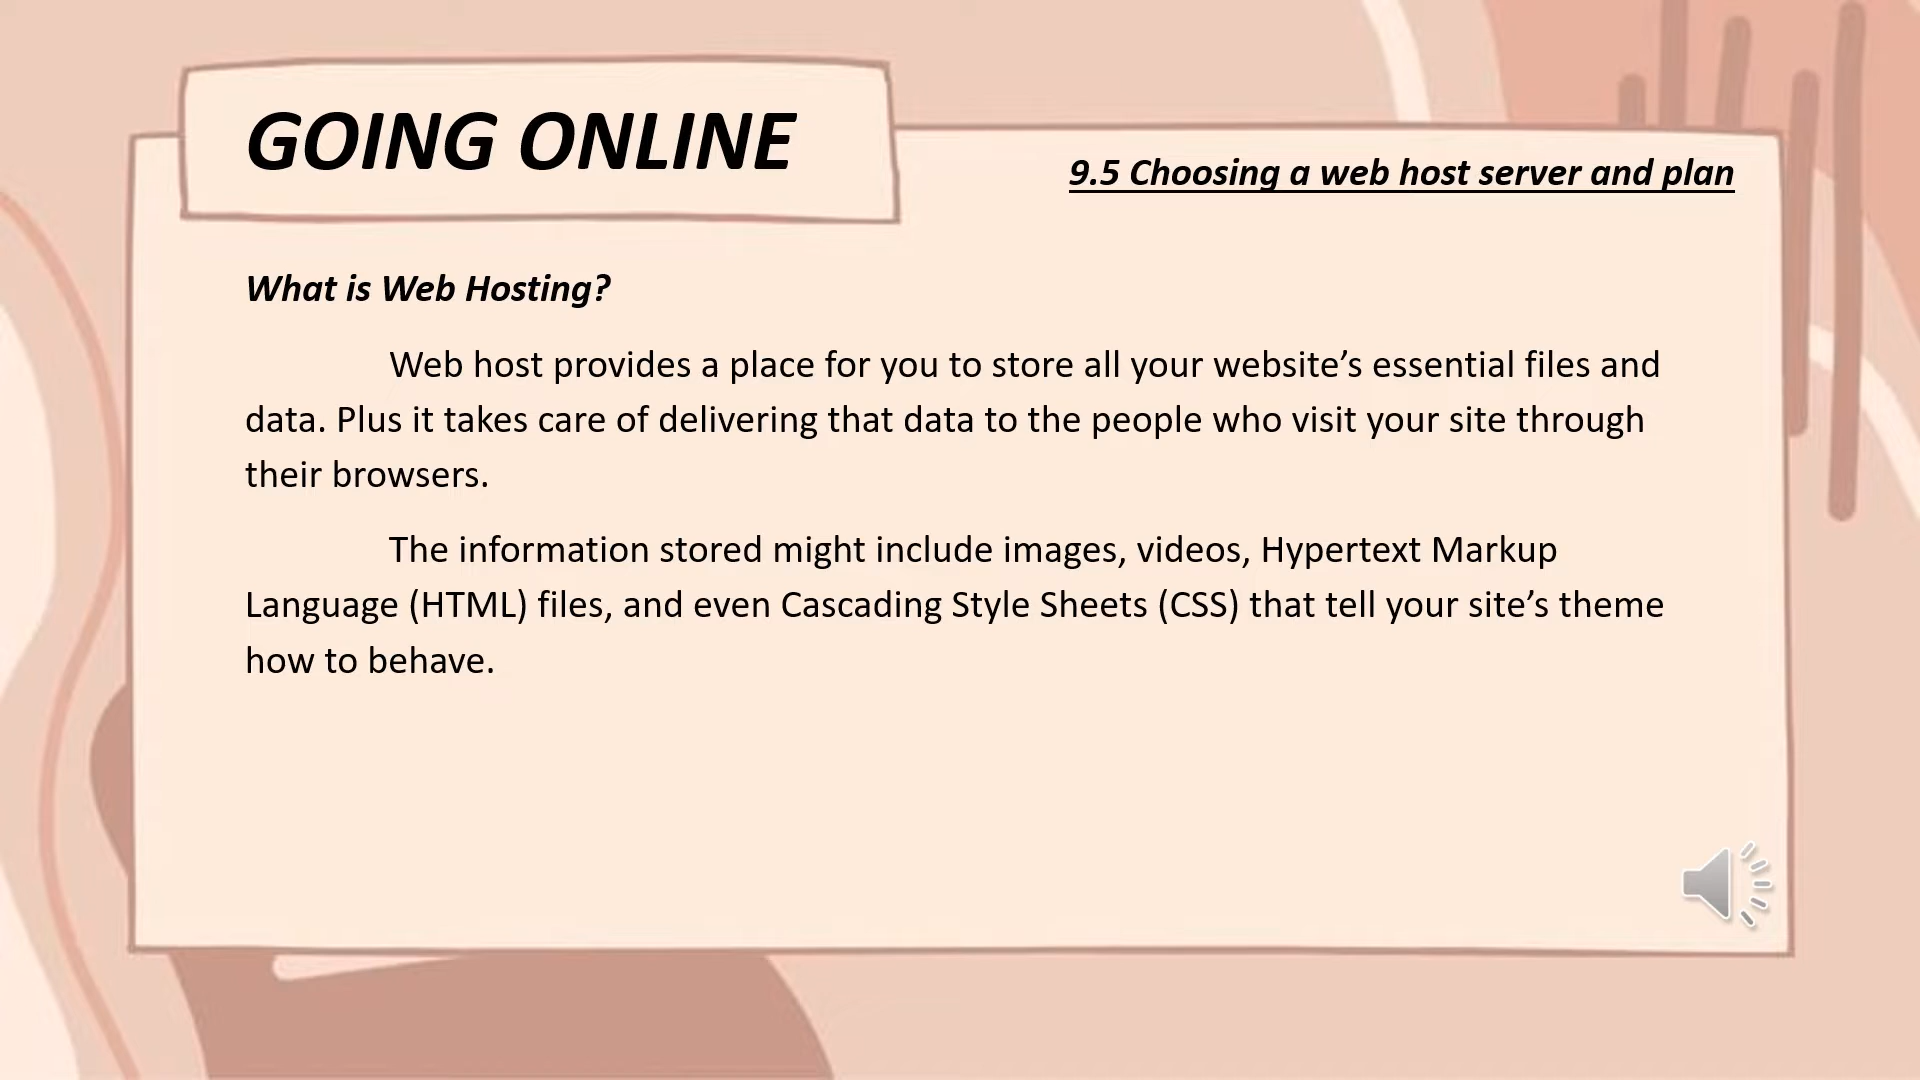 GOING ONLINE
9.5 Choosing a web host server and plan
What is Web Hosting?
Web host provides a place for you to store all your website’s essential files and
data. Plus it takes care of delivering that data to the people who visit your site through
their browsers.
The information stored might include images, videos, Hypertext Markup
Language (HTML) files, and even Cascading Style Sheets (CSS) that tell your site’s theme
how to behave.